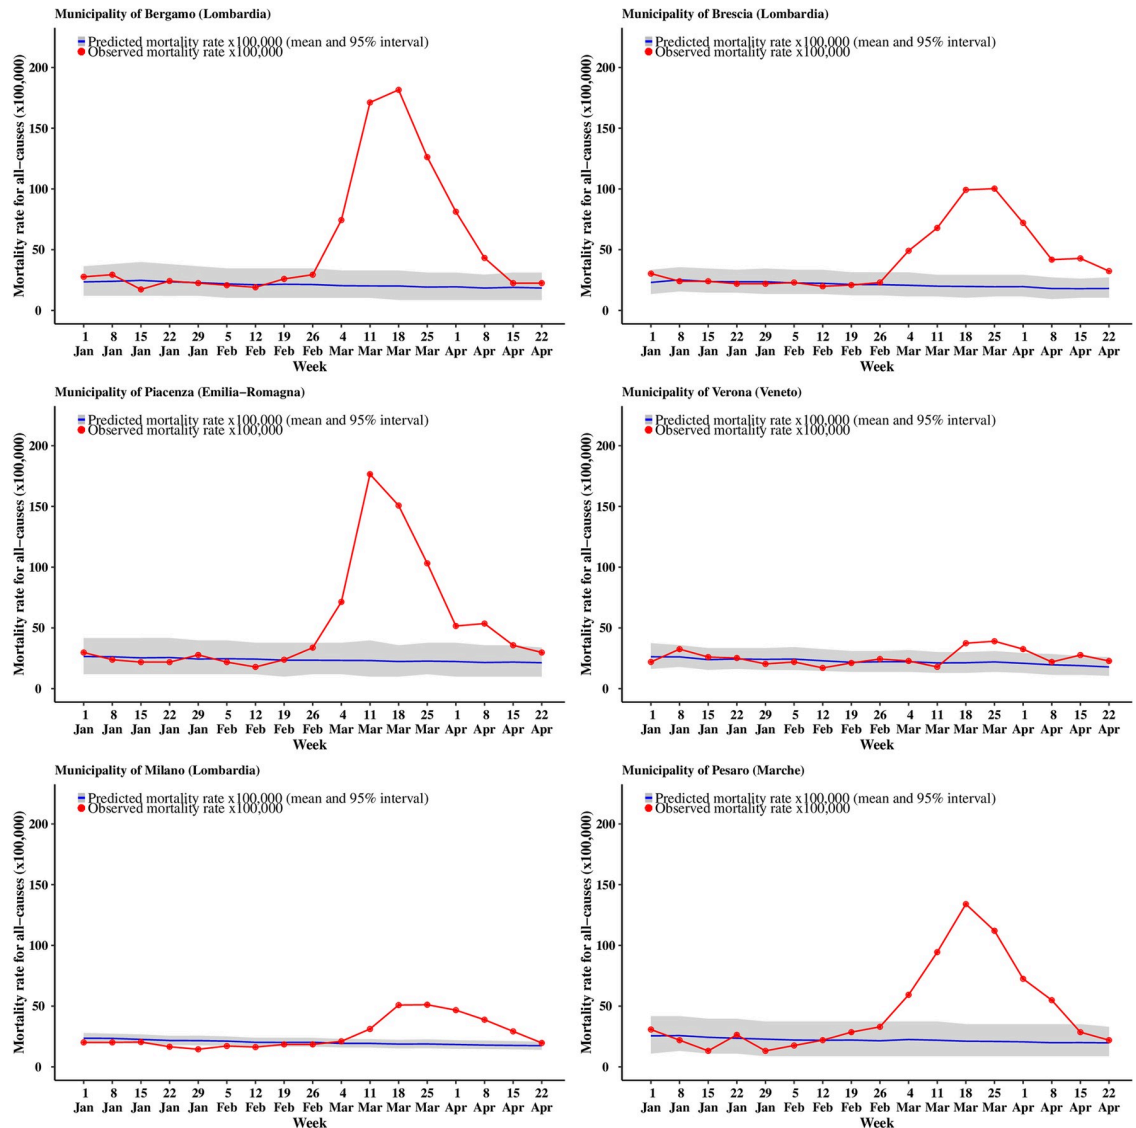 Municipality of Bergamo (Lombardia)
Predicted mortality rate x100,000 (mean and 95% interval)
Observed mortality rate x100,000
Mortality rate for all−causes (x100,000)
200
150
100
50
0
1 8 15 22 29 5 12 19 26 4 11 18 25 1 8 15 22
Jan Jan Jan Jan Jan Feb Feb Feb Feb Mar Mar Mar Mar Apr Apr Apr Apr
Week
Municipality of Brescia (Lombardia)
Predicted mortality rate x100,000 (mean and 95% interval)
Observed mortality rate x100,000
Mortality rate for all−causes (x100,000)
200
150
100
50
0
1 8 15 22 29 5 12 19 26 4 11 18 25 1 8 15 22
Jan Jan Jan Jan Jan Feb Feb Feb Feb Mar Mar Mar Mar Apr Apr Apr Apr
Week
Municipality of Piacenza (Emilia−Romagna)
Predicted mortality rate x100,000 (mean and 95% interval)
Observed mortality rate x100,000
Mortality rate for all−causes (x100,000)
200
150
100
50
0
1 8 15 22 29 5 12 19 26 4 11 18 25 1 8 15 22
Jan Jan Jan Jan Jan Feb Feb Feb Feb Mar Mar Mar Mar Apr Apr Apr Apr
Week
Municipality of Verona (Veneto)
Predicted mortality rate x100,000 (mean and 95% interval)
Observed mortality rate x100,000
Mortality rate for all−causes (x100,000)
200
150
100
50
0
1 8 15 22 29 5 12 19 26 4 11 18 25 1 8 15 22
Jan Jan Jan Jan Jan Feb Feb Feb Feb Mar Mar Mar Mar Apr Apr Apr Apr
Week
Municipality of Milano (Lombardia)
Predicted mortality rate x100,000 (mean and 95% interval)
Observed mortality rate x100,000
Mortality rate for all−causes (x100,000)
200
150
100
50
0
1 8 15 22 29 5 12 19 26 4 11 18 25 1 8 15 22
Jan Jan Jan Jan Jan Feb Feb Feb Feb Mar Mar Mar Mar Apr Apr Apr Apr
Week
Municipality of Pesaro (Marche)
Predicted mortality rate x100,000 (mean and 95% interval)
Observed mortality rate x100,000
Mortality rate for all−causes (x100,000)
200
150
100
50
0
1 8 15 22 29 5 12 19 26 4 11 18 25 1 8 15 22
Jan Jan Jan Jan Jan Feb Feb Feb Feb Mar Mar Mar Mar Apr Apr Apr Apr
Week